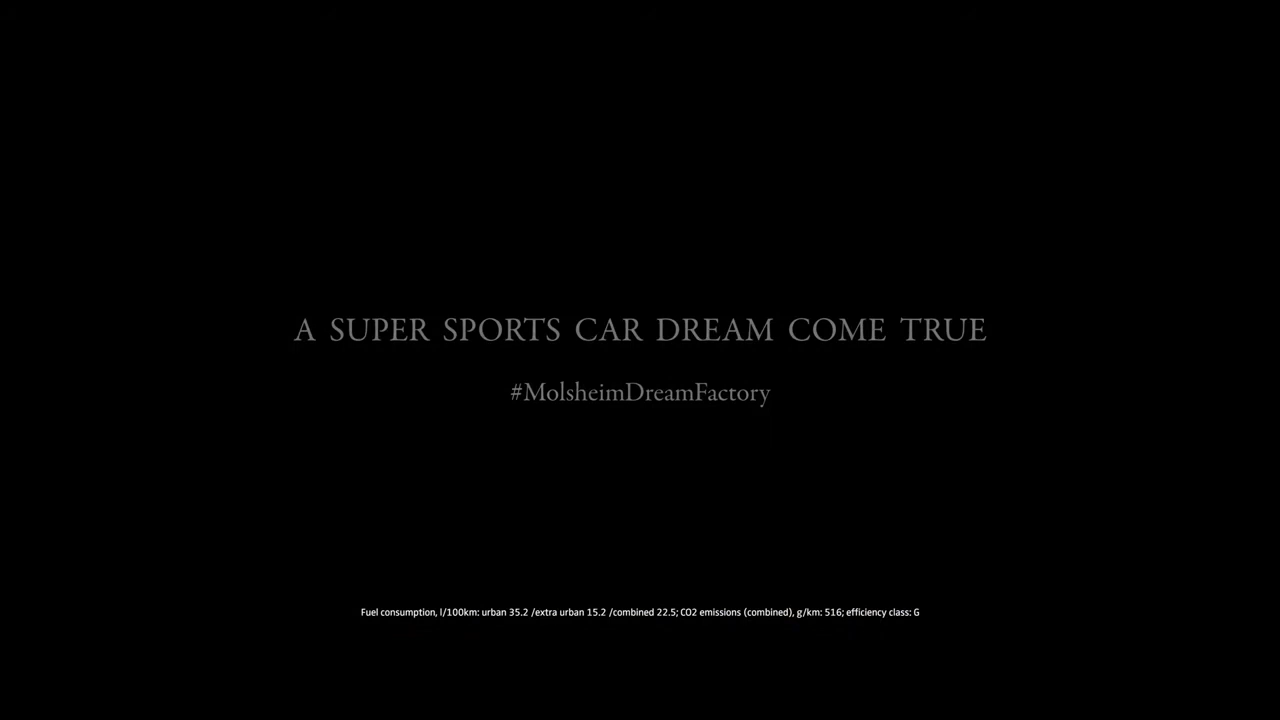 A SUPER SPORTS CAR DREAM COME TRUE
#MolsheimDreamFactory
Fuel consumption, l/100km: urban 35.2 /extra urban 15.2 /combined 22.5; CO2 emissions (combined), g/km: 516; efficiency class: G